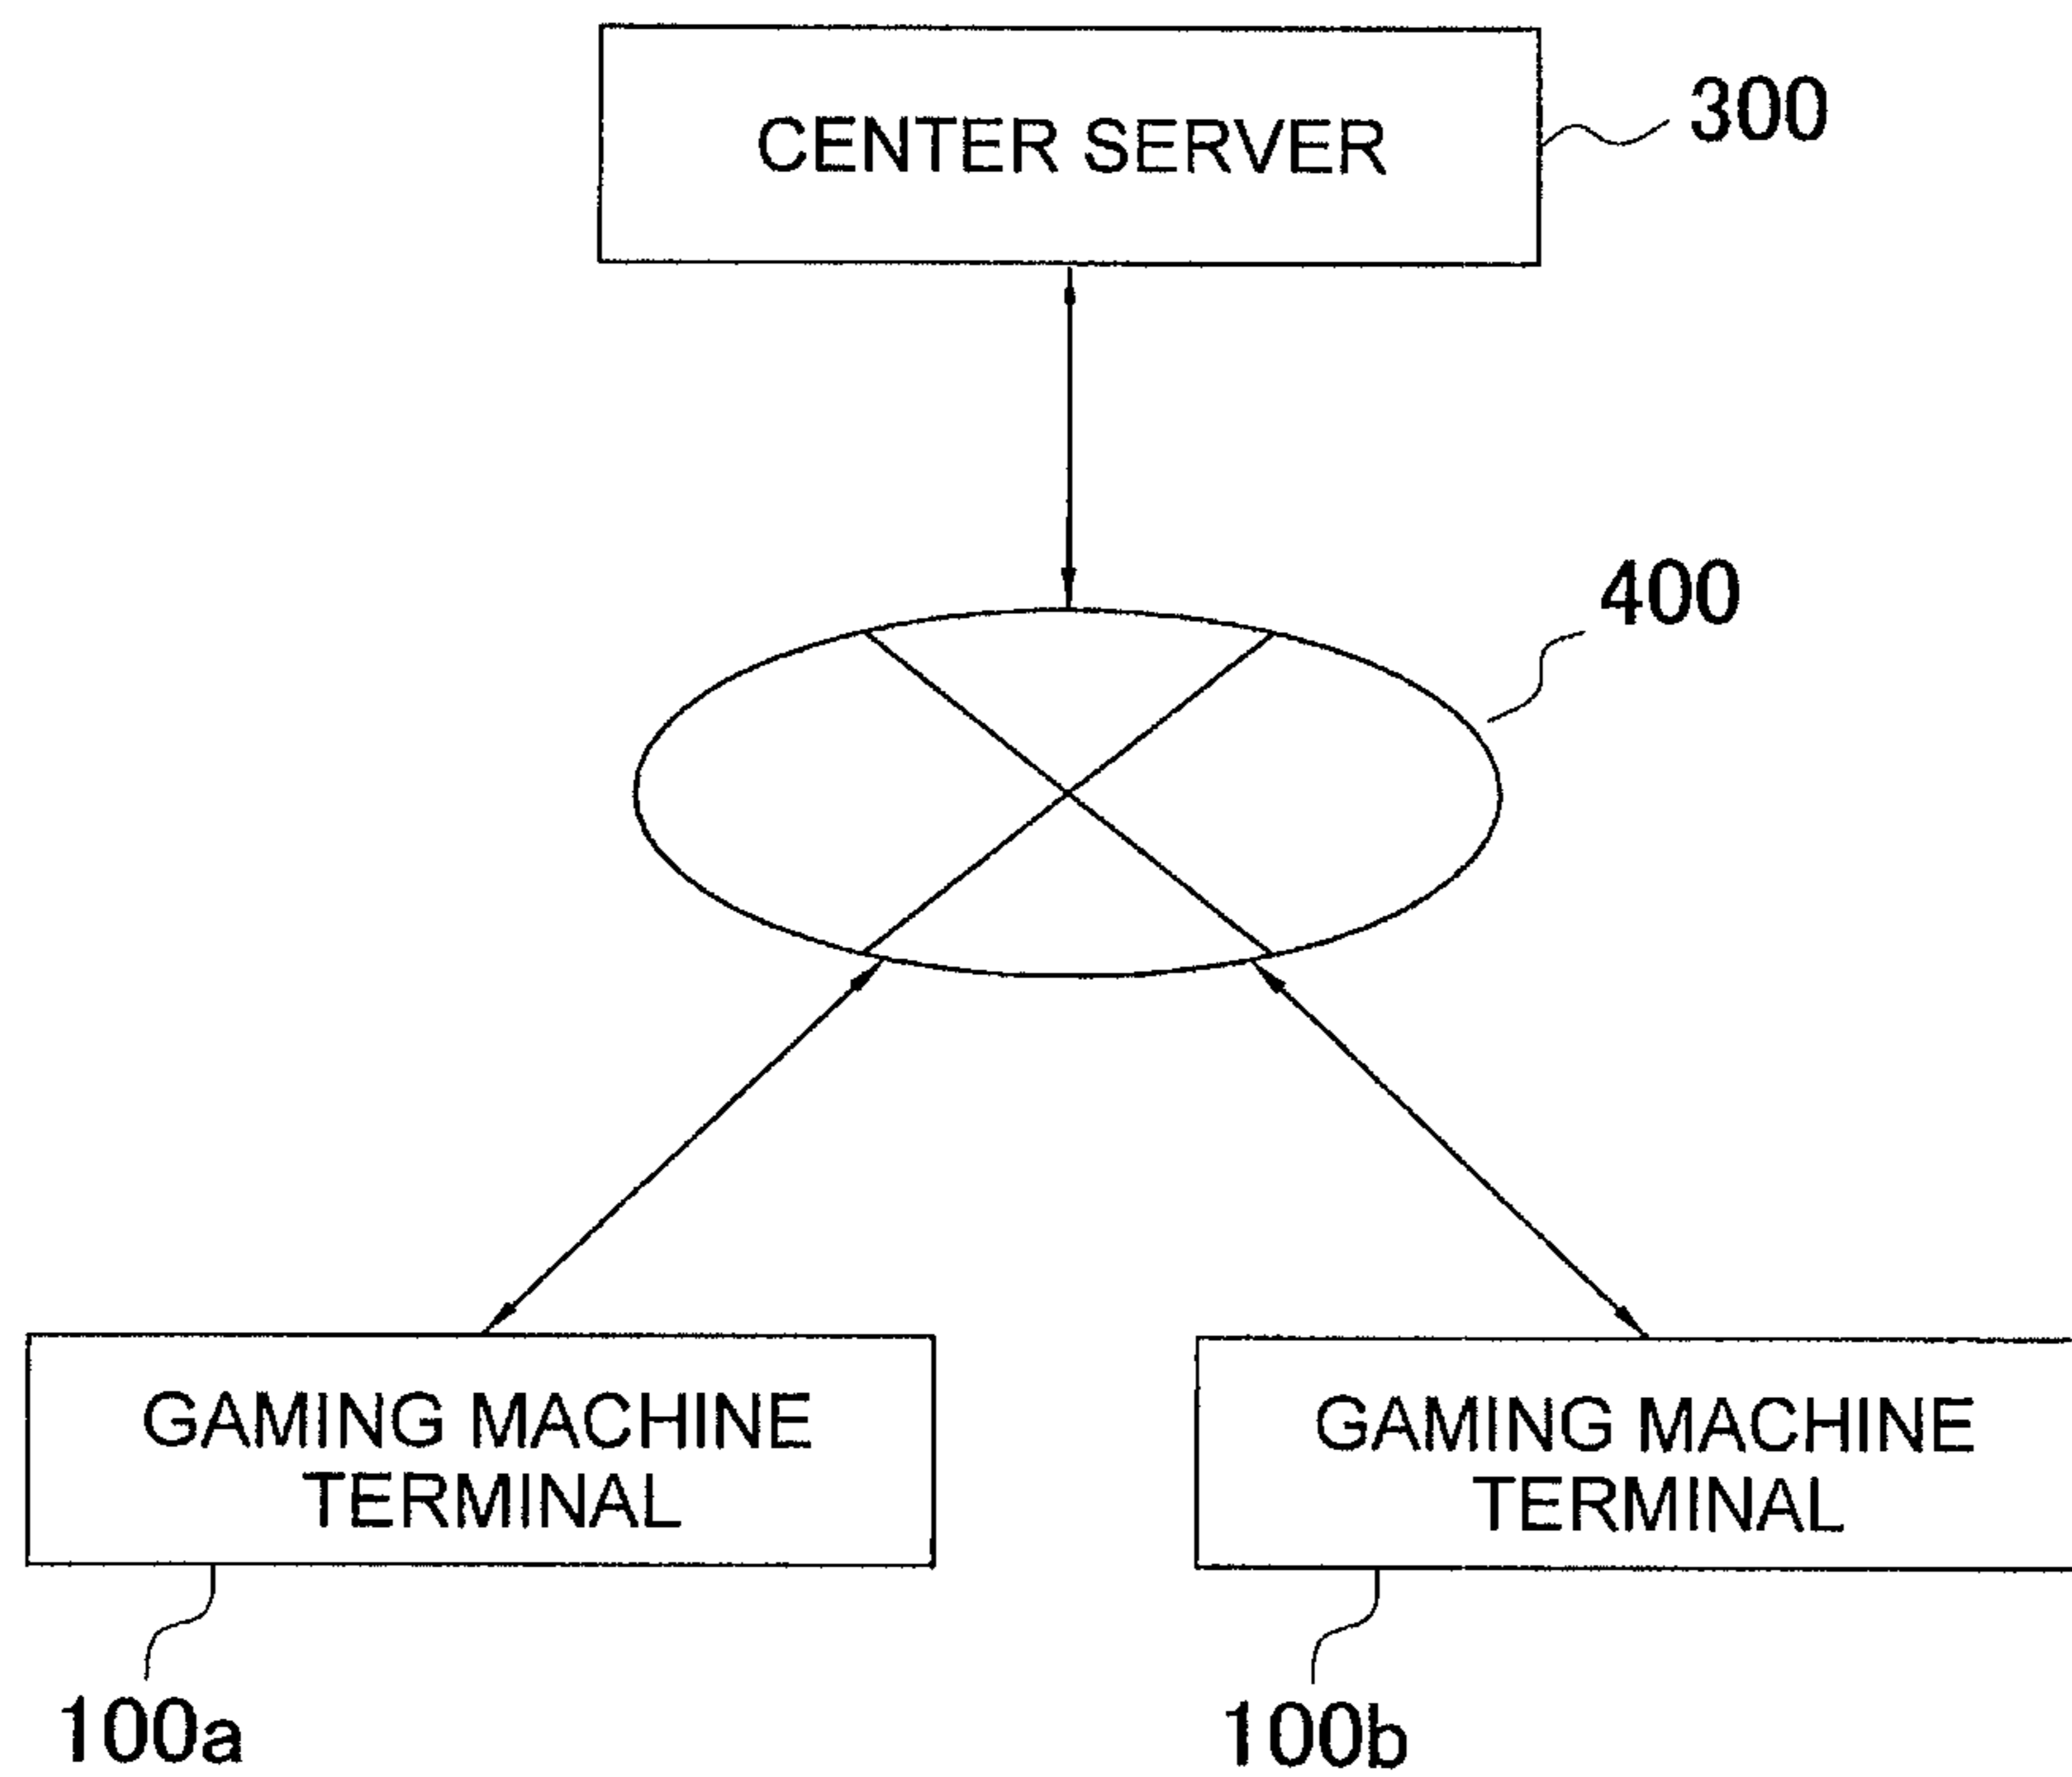 CENTER SERVER
300
400
GAMING MACHINE
TERMINAL
GAMING MACHINE
TERMINAL
100a
100b